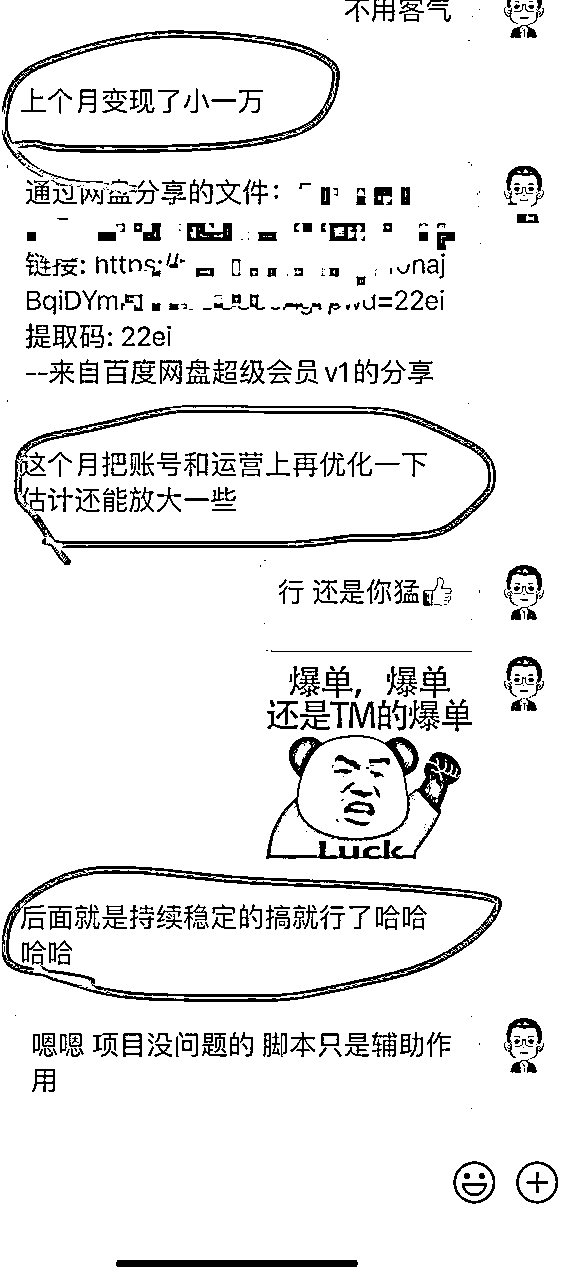 不用客气
上个月变现了小一万
通过网盘分享的文件：
链接: https:
BqiDYm
=22ei
提取码: 22ei
--来自百度网盘超级会员v1的分享
这个月把账号和运营上再优化一下
估计还能放大一些
行 还是你猛👍
爆单，爆单
还是TM的爆单
Luck
后面就是持续稳定的搞就行了哈哈
哈哈
嗯嗯 项目没问题的 脚本只是辅助作
用